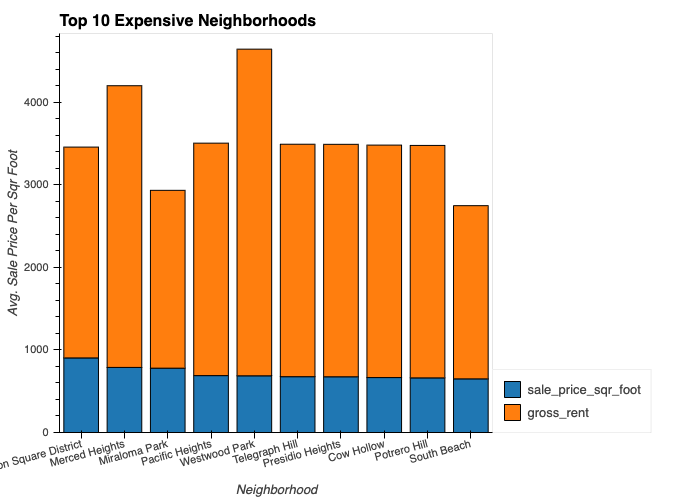 Top 10 Expensive Neighborhoods
Avg. Sale Price Per Sqr Foot
4000
3000
2000
1000
0
on Square District
Merced Heights
Miraloma Park
Pacific Heights
Westwood Park
Telegraph Hill
Presidio Heights
Cow Hollow
Potrero Hill
South Beach
Neighborhood
sale_price_sqr_foot
gross_rent